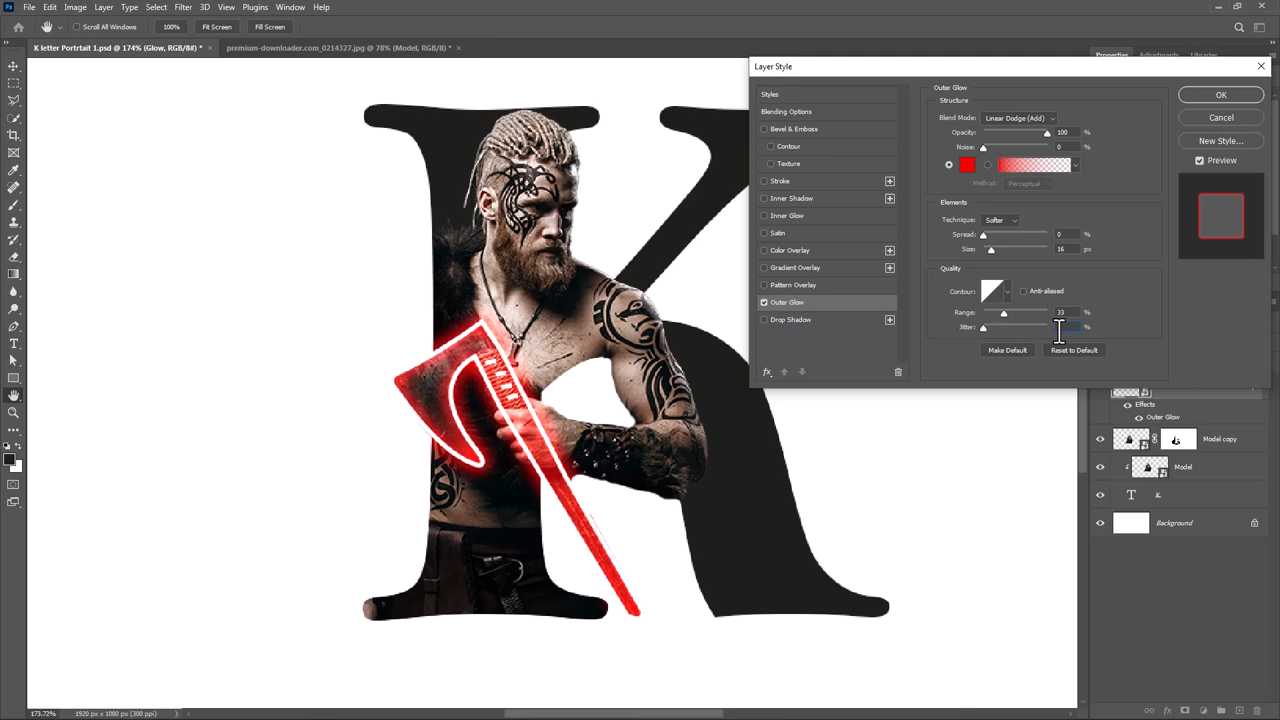 Ps File Edit Image Layer Type Select Filter 3D View Plugins Window Help
Scroll All Windows 100% Fit Screen Fill Screen
K letter Portrtait 1.psd @ 174% (Glow, RGB/8#) * × premium-downloader.com_0214327.jpg @ 78% (Model, RGB/8) * ×
Properties Adjustments Libraries
Layer Style
Styles
Blending Options
Bevel & Emboss
Contour
Texture
Stroke
Inner Shadow
Inner Glow
Satin
Color Overlay
Gradient Overlay
Pattern Overlay
Outer Glow
Drop Shadow
fx
Outer Glow
Structure
Blend Mode: Linear Dodge (Add)
Opacity: 100 %
Noise: 0 %
Method: Perceptual
Elements
Technique: Softer
Spread: 0 %
Size: 16 px
Quality
Contour: Anti-aliased
Range: 33 %
Jitter: %
Make Default Reset to Default
OK
Cancel
New Style...
Preview
Effects
Outer Glow
Model copy
Model
T K
Background
K
173.72% 1920 px x 1080 px (300 ppi)
fx